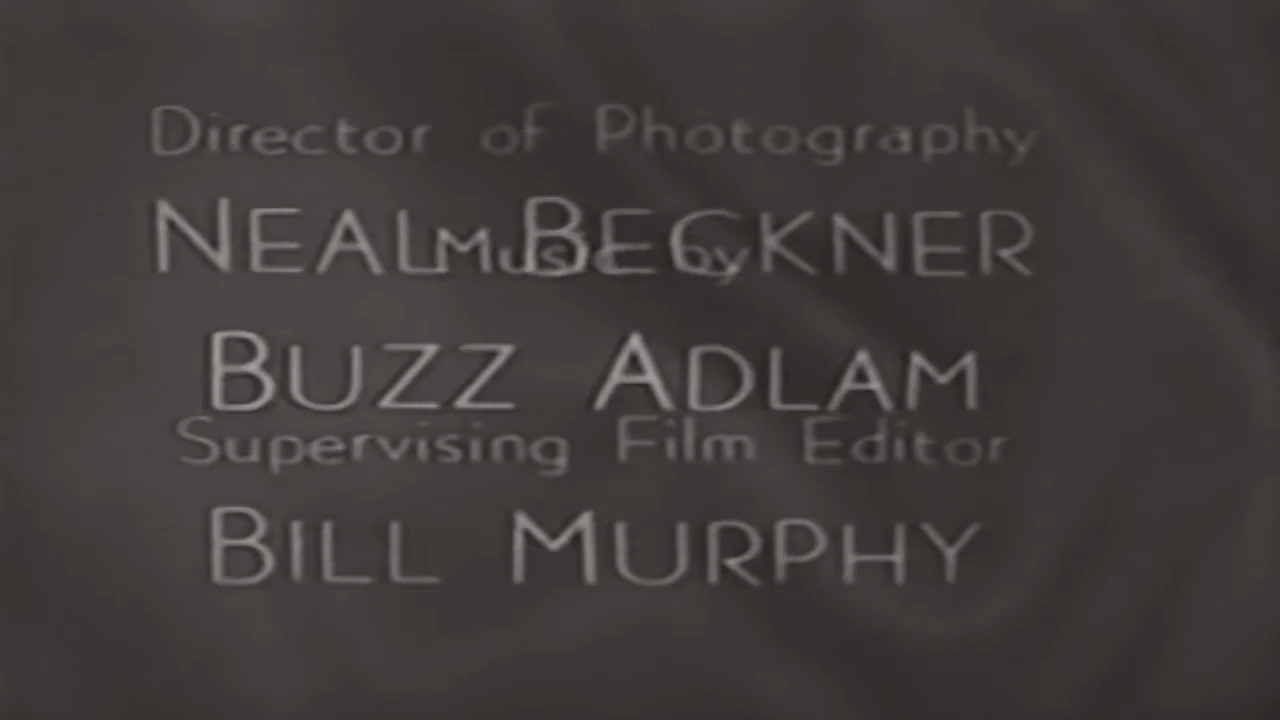 Director of Photography
NEAL BECKNER
Music by
BUZZ ADLAM
Supervising Film Editor
BILL MURPHY